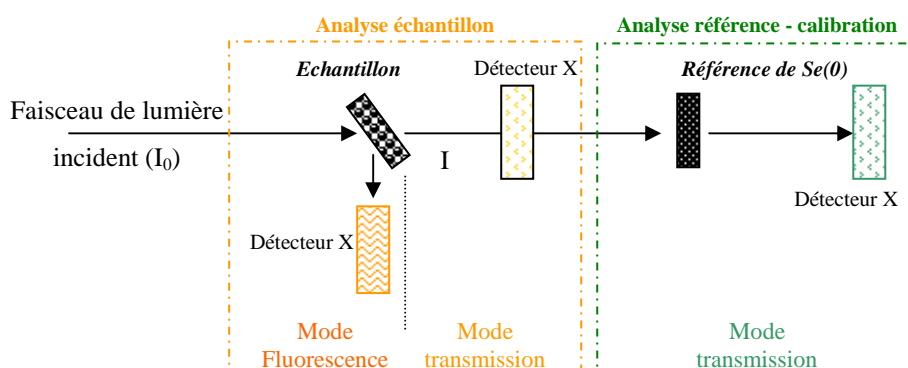 Analyse échantillon
Analyse référence - calibration
Echantillon
Détecteur X
Référence de Se(0)
Faisceau de lumière
incident (I₀)
I
Détecteur X
Détecteur X
Mode
Fluorescence
Mode
transmission
Mode
transmission